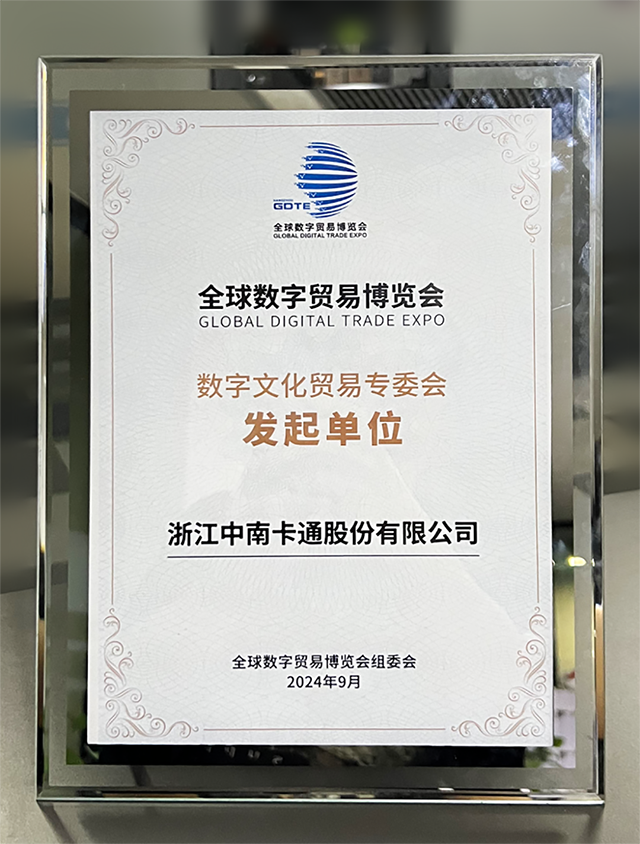 GDTE
全球数字贸易博览会
GLOBAL DIGITAL TRADE EXPO
全球数字贸易博览会
GLOBAL DIGITAL TRADE EXPO
数字文化贸易专委会
发起单位
浙江中南卡通股份有限公司
全球数字贸易博览会组委会
2024年9月